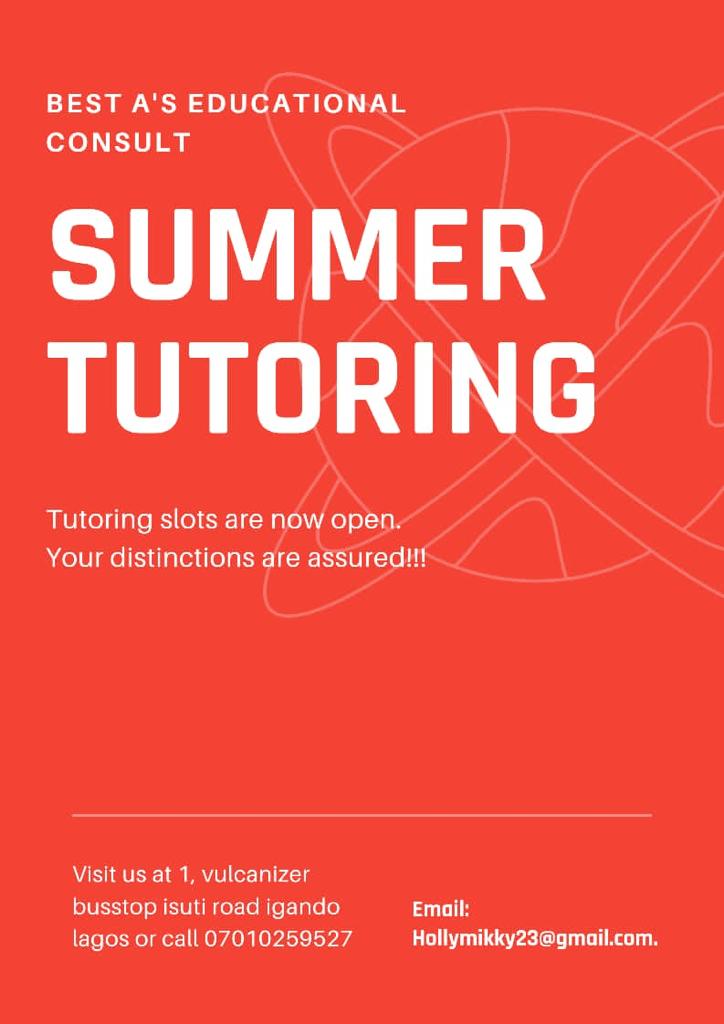 BEST A'S EDUCATIONAL
CONSULT
SUMMER
TUTORING
Tutoring slots are now open.
Your distinctions are assured!!!
Visit us at 1, vulcanizer
busstop isuti road igando
lagos or call 07010259527
Email:
Hollymikky23@gmail.com.